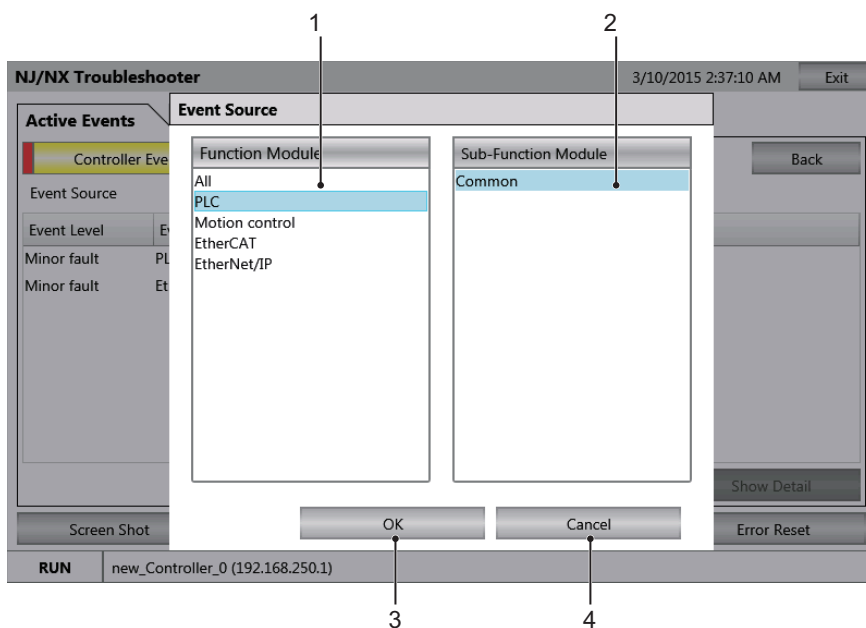 1 2
NJ/NX Troubleshooter 3/10/2015 2:37:10 AM Exit
Active Events
Event Source
Controller Eve
Back
Event Source
Event Level
E
Minor fault PL
Minor fault Et
Function Module
All
PLC
Motion control
EtherCAT
EtherNet/IP
Sub-Function Module
Common
Show Detail
OK Cancel
Screen Shot
Error Reset
RUN new_Controller_0 (192.168.250.1)
3 4